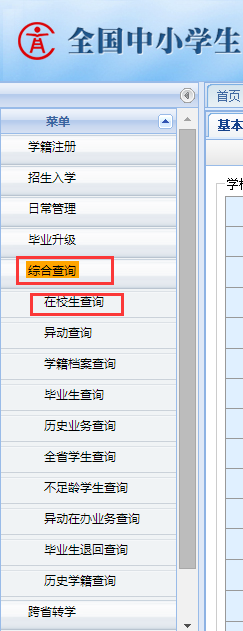 全国中小学生
首页
菜单
基本
学籍注册
招生入学
学校
日常管理
毕业升级
综合查询
在校生查询
异动查询
学籍档案查询
毕业生查询
历史业务查询
全省学生查询
不足龄学生查询
异动在办业务查询
毕业生退回查询
历史学籍查询
跨省转学